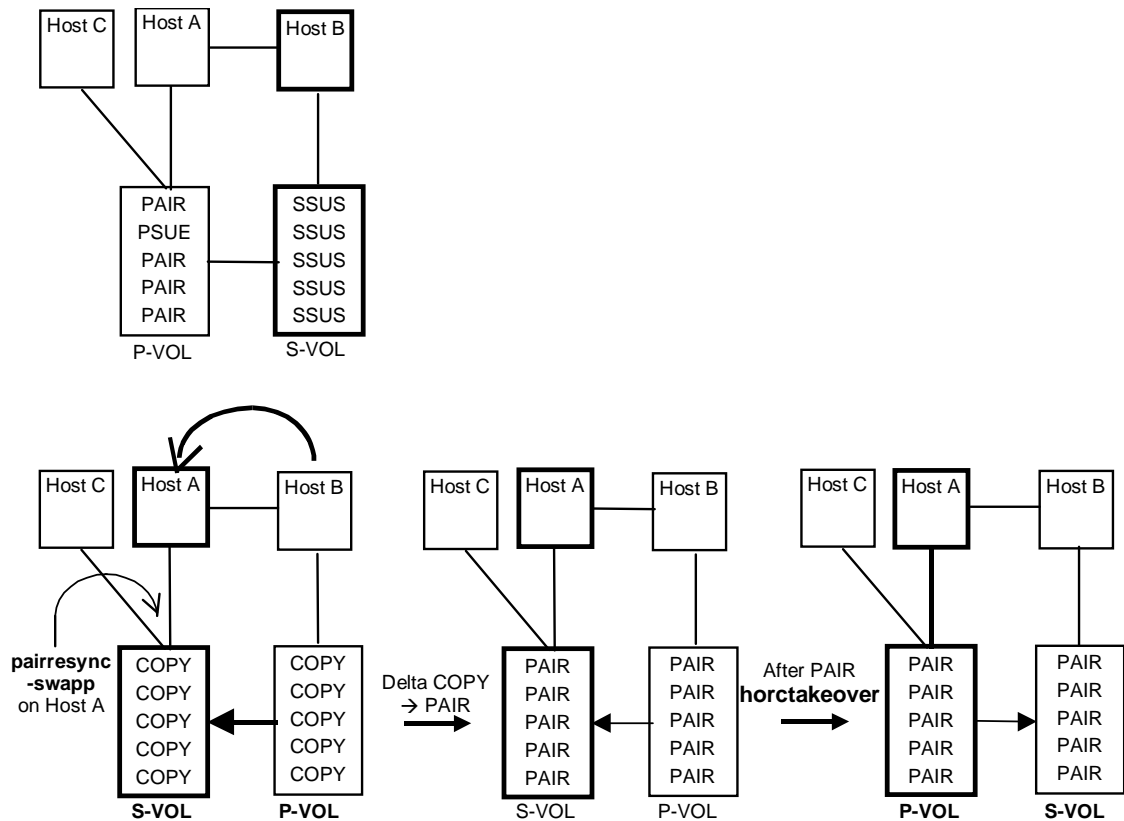 Host C
Host A
Host B
PAIR
PSUE
PAIR
PAIR
PAIR
P-VOL
SSUS
SSUS
SSUS
SSUS
SSUS
S-VOL
Host C
Host A
Host B
pairresync
-swapp
on Host A
COPY
COPY
COPY
COPY
COPY
S-VOL
COPY
COPY
COPY
COPY
COPY
P-VOL
Delta COPY
→ PAIR
Host C
Host A
Host B
PAIR
PAIR
PAIR
PAIR
PAIR
S-VOL
PAIR
PAIR
PAIR
PAIR
PAIR
P-VOL
After PAIR
horctakeover
Host C
Host A
Host B
PAIR
PAIR
PAIR
PAIR
PAIR
P-VOL
PAIR
PAIR
PAIR
PAIR
PAIR
S-VOL